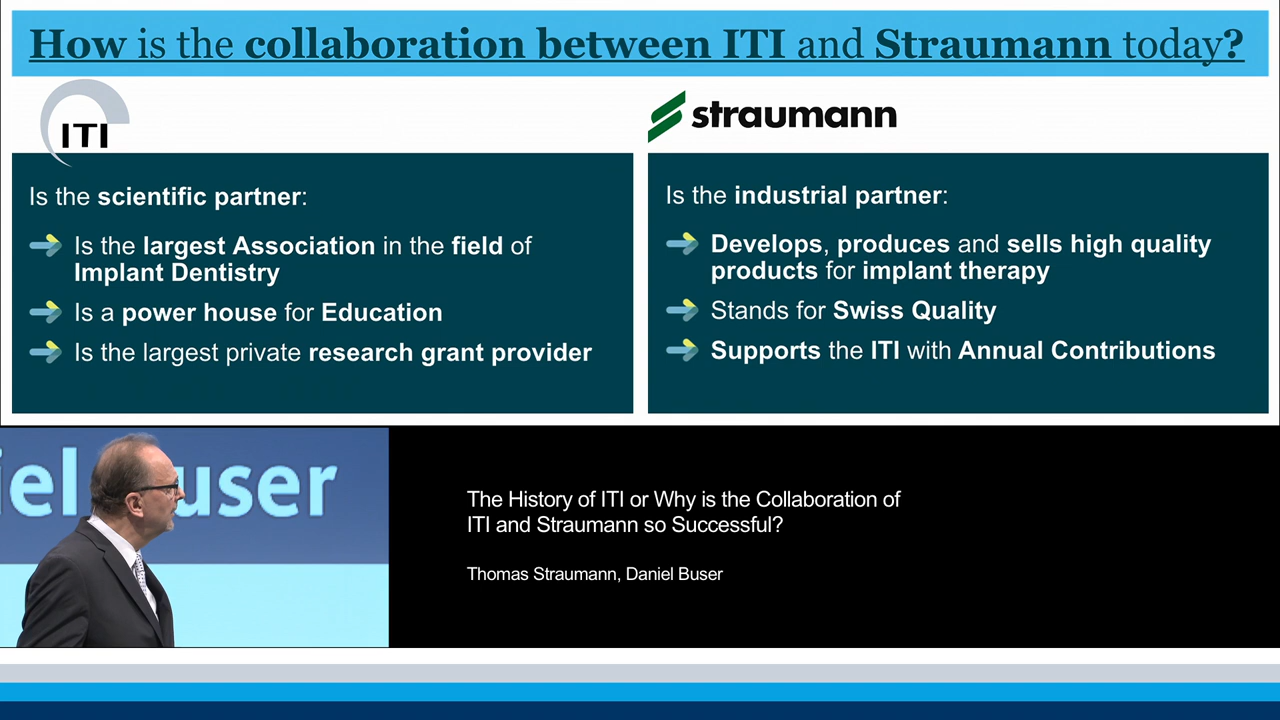 How is the collaboration between ITI and Straumann today?
ITI
straumann
Is the scientific partner:
Is the largest Association in the field of
Implant Dentistry
Is a power house for Education
Is the largest private research grant provider
Is the industrial partner:
Develops, produces and sells high quality
products for implant therapy
Stands for Swiss Quality
Supports the ITI with Annual Contributions
iel user
The History of ITI or Why is the Collaboration of
ITI and Straumann so Successful?
Thomas Straumann, Daniel Buser